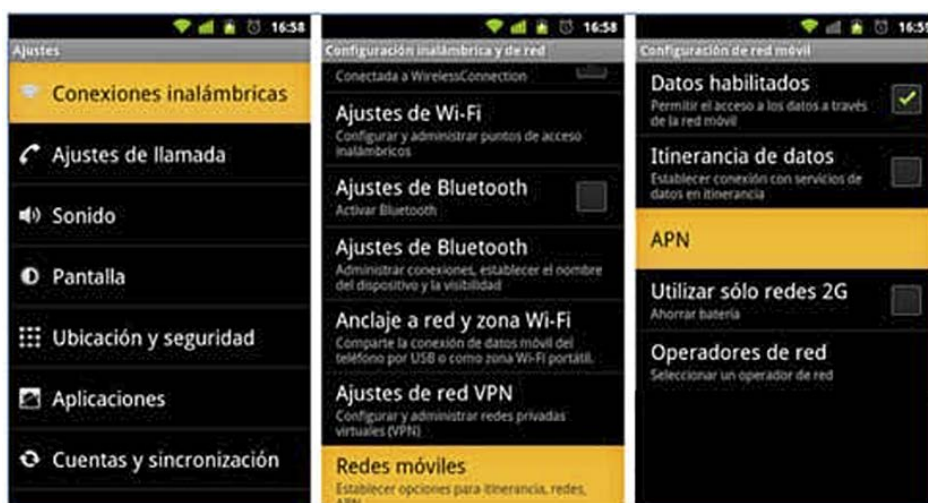 16:58
Ajustes
Conexiones inalámbricas
Ajustes de llamada
Sonido
Pantalla
Ubicación y seguridad
Aplicaciones
Cuentas y sincronización
16:58
Configuración inalámbrica y de red
Conectada a WirelessConnection
Ajustes de Wi-Fi
Configurar y administrar puntos de acceso
inalámbricos
Ajustes de Bluetooth
Activar Bluetooth
Ajustes de Bluetooth
Administrar conexiones, establecer el nombre
del dispositivo y la visibilidad
Anclaje a red y zona Wi-Fi
Comparte la conexión de datos móvil del
teléfono por USB o como zona Wi-Fi portátil.
Ajustes de red VPN
Configurar y administrar redes privadas
virtuales (VPN)
Redes móviles
Establecer opciones para itinerancia, redes,
APN
16:59
Configuración de red móvil
Datos habilitados
Permitir el acceso a los datos a través
de la red móvil
Itinerancia de datos
Establecer conexión con servicios de
datos en itinerancia
APN
Utilizar sólo redes 2G
Ahorrar batería
Operadores de red
Seleccionar un operador de red